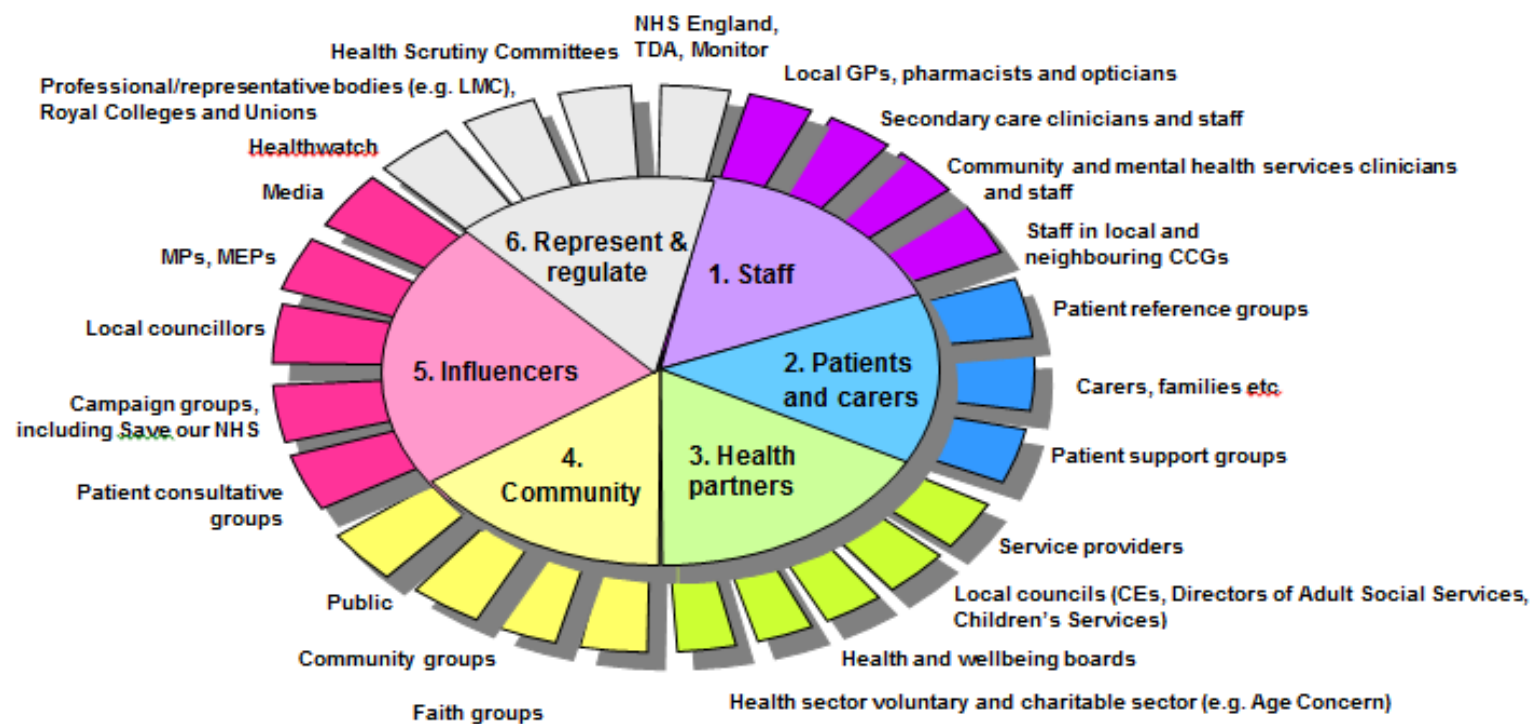 NHS England,
TDA, Monitor
Health Scrutiny Committees
Professional/representative bodies (e.g. LMC),
Royal Colleges and Unions
Healthwatch
Media
MPs, MEPs
Local councillors
Campaign groups,
including Save our NHS
Patient consultative
groups
Public
Community groups
Faith groups
Local GPs, pharmacists and opticians
Secondary care clinicians and staff
Community and mental health services clinicians
and staff
Staff in local and
neighbouring CCGs
Patient reference groups
Carers, families etc
Patient support groups
Service providers
Local councils (CEs, Directors of Adult Social Services,
Children's Services)
Health and wellbeing boards
Health sector voluntary and charitable sector (e.g. Age Concern)
1. Staff
2. Patients
and carers
3. Health
partners
4.
Community
5. Influencers
6. Represent &
regulate